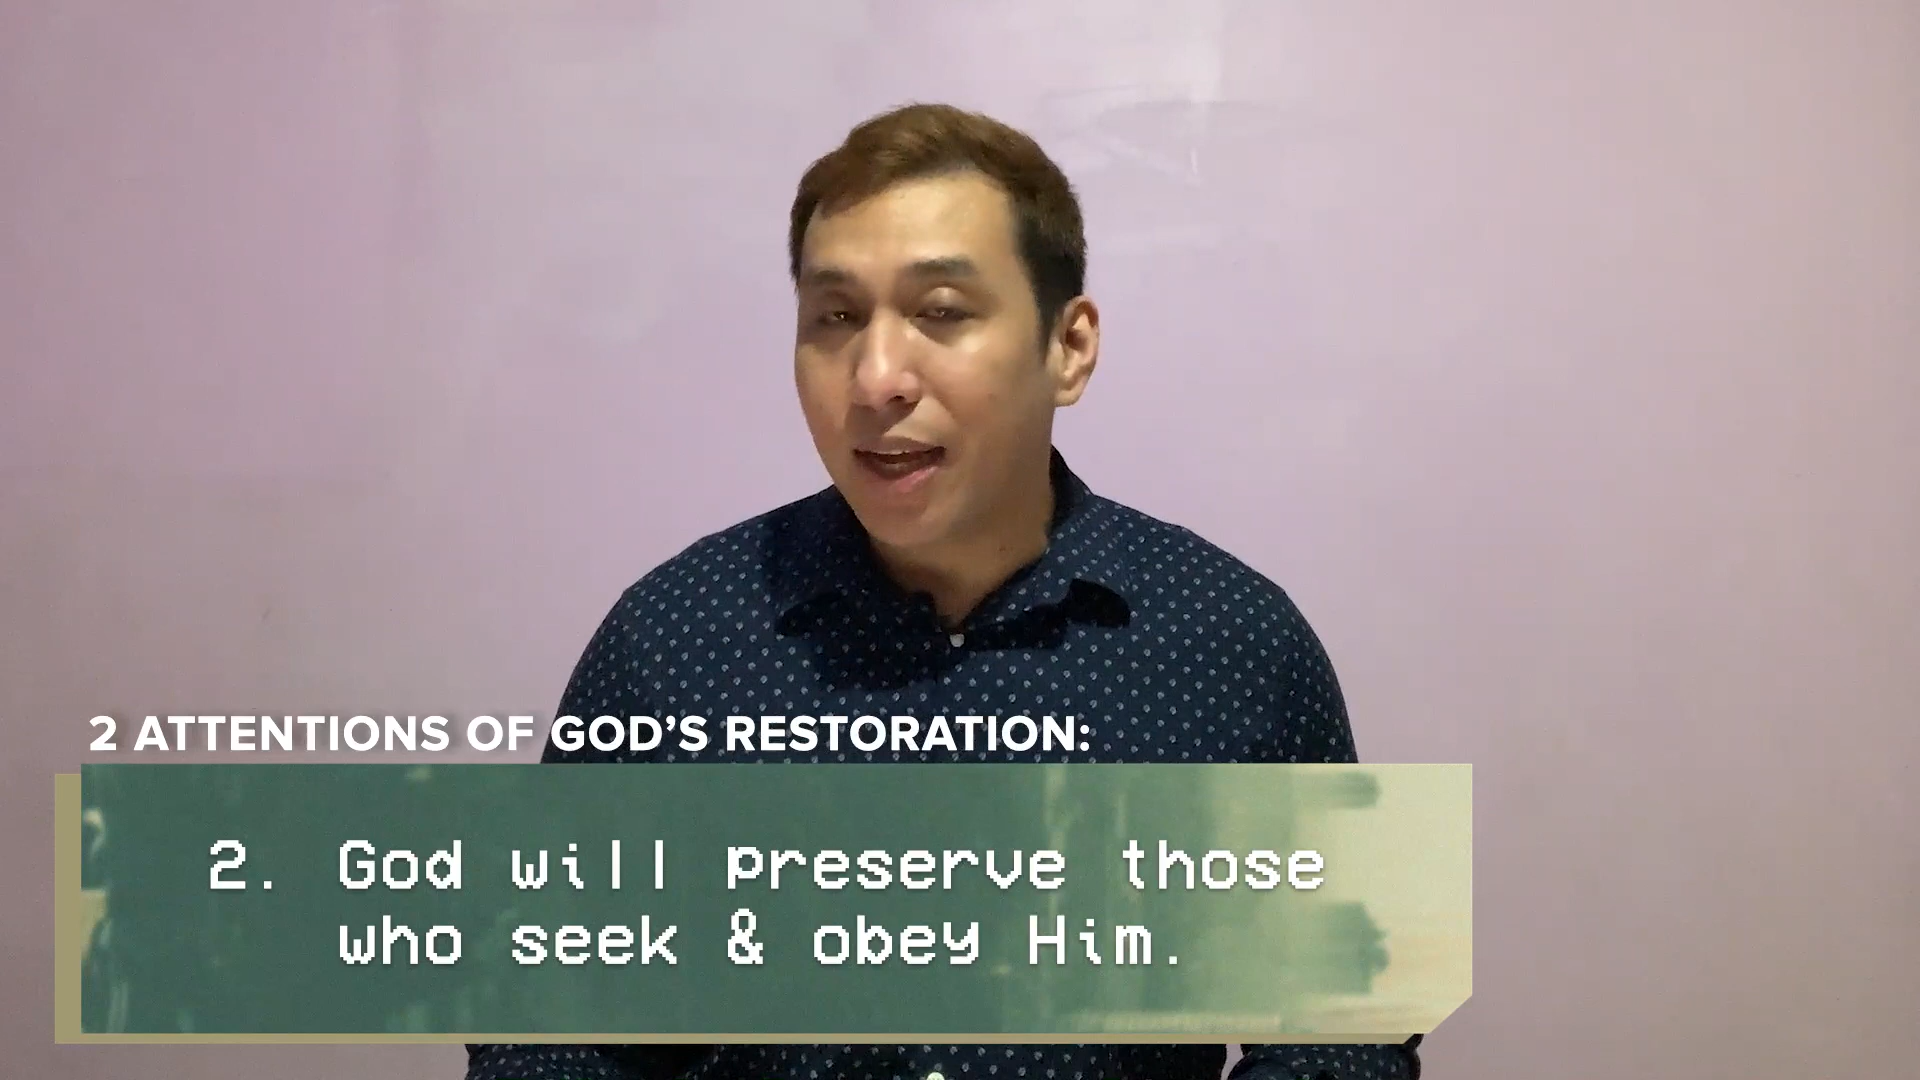 2 ATTENTIONS OF GOD'S RESTORATION:
2. God will preserve those
who seek & obey Him.